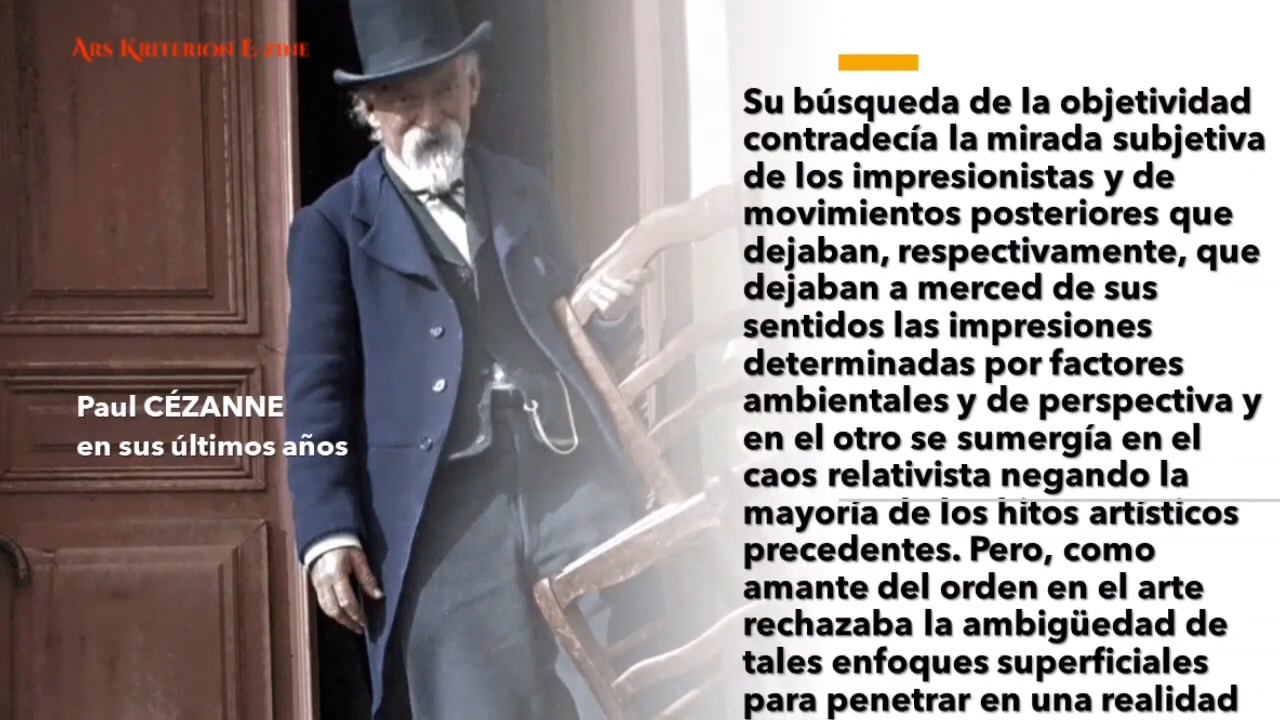 ARS KRITERION E-ZINE
Su búsqueda de la objetividad
contradecía la mirada subjetiva
de los impresionistas y de
movimientos posteriores que
dejaban, respectivamente, que
dejaban a merced de sus
sentidos las impresiones
determinadas por factores
ambientales y de perspectiva y
en el otro se sumergía en el
caos relativista negando la
mayoría de los hitos artísticos
precedentes. Pero, como
amante del orden en el arte
rechazaba la ambigüedad de
tales enfoques superficiales
para penetrar en una realidad
Paul CÉZANNE
en sus últimos años